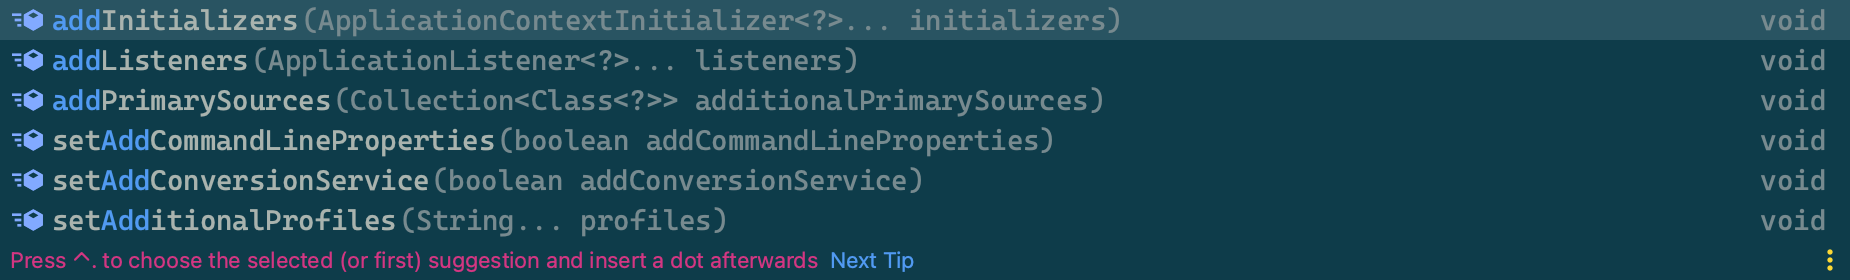 addInitializers(ApplicationContextInitializer<?>... initializers) void
addListeners(ApplicationListener<?>... listeners) void
addPrimarySources(Collection<Class<?>> additionalPrimarySources) void
setAddCommandLineProperties(boolean addCommandLineProperties) void
setAddConversionService(boolean addConversionService) void
setAdditionalProfiles(String... profiles) void
Press ^. to choose the selected (or first) suggestion and insert a dot afterwards Next Tip